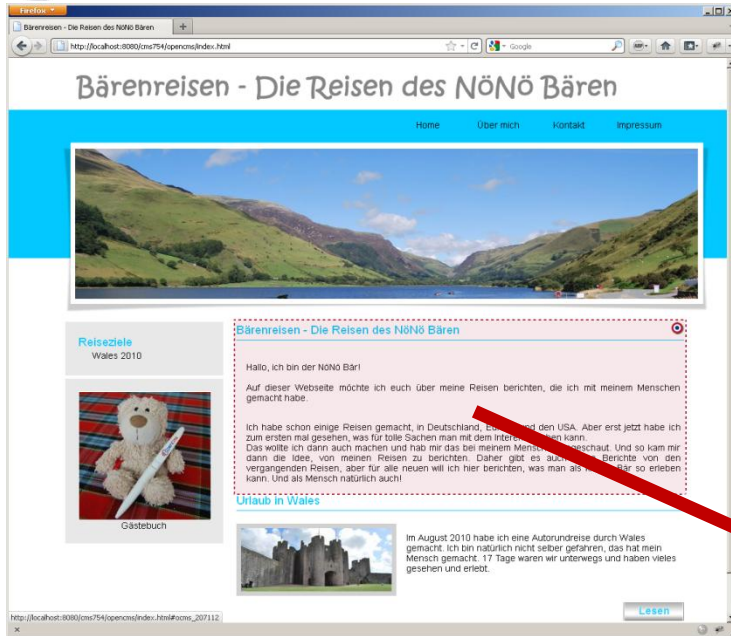 Firefox
Bärenreisen - Die Reisen des NöNö Bären
http://localhost:8080/cms754/opencms/index.html
Google
ABP
Bärenreisen - Die Reisen des NöNö Bären
Home Über mich Kontakt Impressum
Reiseziele
Wales 2010
Gästebuch
Bärenreisen - Die Reisen des NöNö Bären
Hallo, ich bin der NöNö Bär!
Auf dieser Webseite möchte ich euch über meine Reisen berichten, die ich mit meinem Menschen
gemacht habe.
Ich habe schon einige Reisen gemacht, in Deutschland, und den USA. Aber erst jetzt habe ich
zum ersten mal gesehen, was für tolle Sachen man mit dem kann.
Das wollte ich dann auch machen und hab mir das bei meinem Und so kam mir
dann die Idee, von meinen Reisen zu berichten. Daher gibt es Berichte von den
vergangenden Reisen, aber für alle neuen will ich hier berichten, was man als Bär so erleben
kann. Und als Mensch natürlich auch!
Urlaub in Wales
Im August 2010 habe ich eine Autorundreise durch Wales
gemacht. Ich bin natürlich nicht selber gefahren, das hat mein
Mensch gemacht. 17 Tage waren wir unterwegs und haben vieles
gesehen und erlebt.
Lesen
http://localhost:8080/cms754/opencms/index.html#ocms_207112